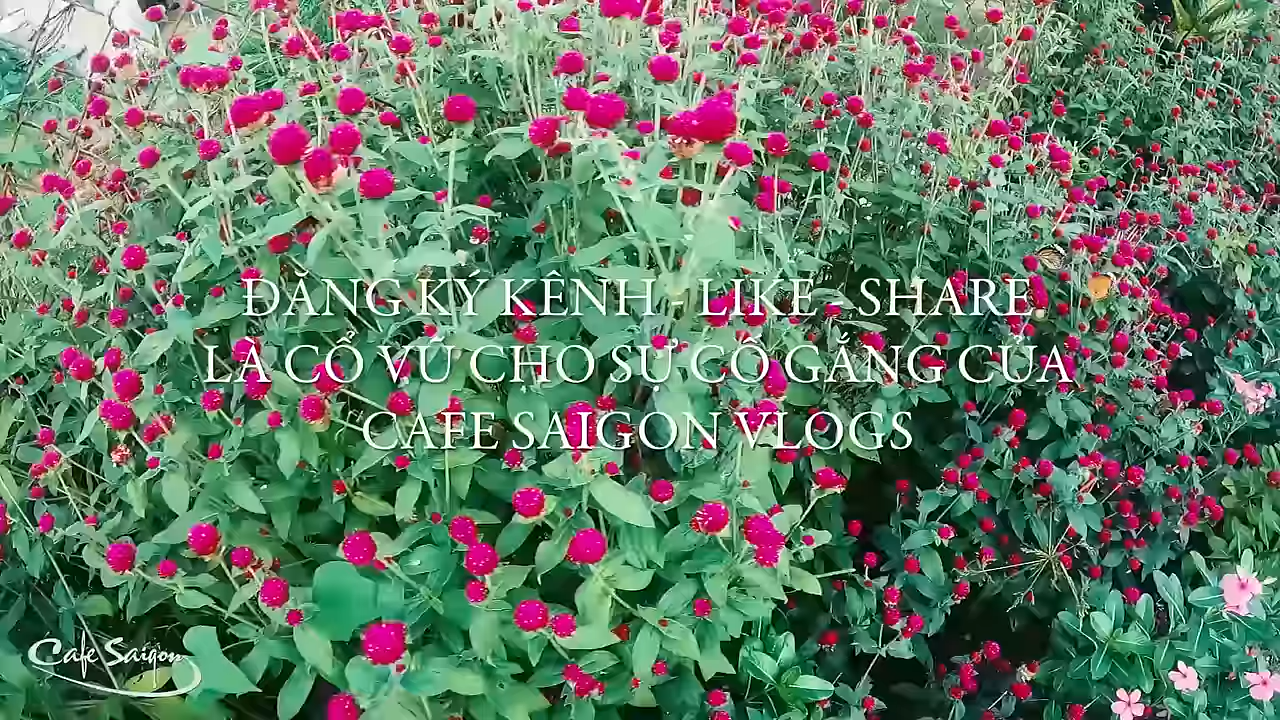 ĐĂNG KÝ KÊNH - LIKE - SHARE
LÀ CỔ VŨ CHO SỰ CỐ GẮNG CỦA
CAFE SAIGON VLOGS
Cafe Saigon